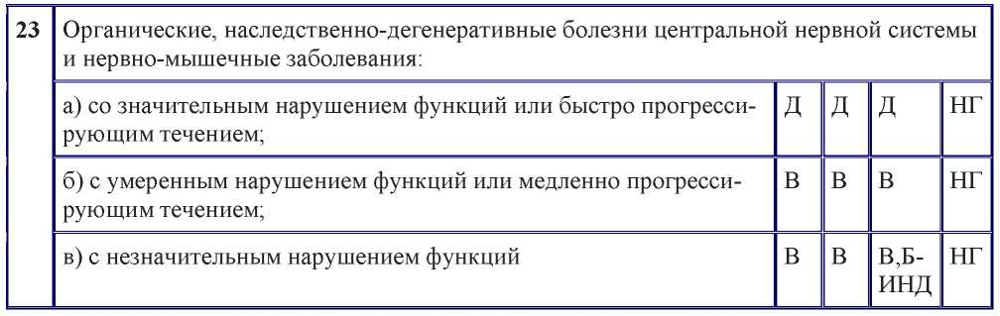 23 Органические, наследственно-дегенеративные болезни центральной нервной системы
и нервно-мышечные заболевания:
а) со значительным нарушением функций или быстро прогресси- Д Д Д НГ
рующим течением;
б) с умеренным нарушением функций или медленно прогресси- В В В НГ
рующим течением;
в) с незначительным нарушением функций В В В,Б- НГ
ИНД